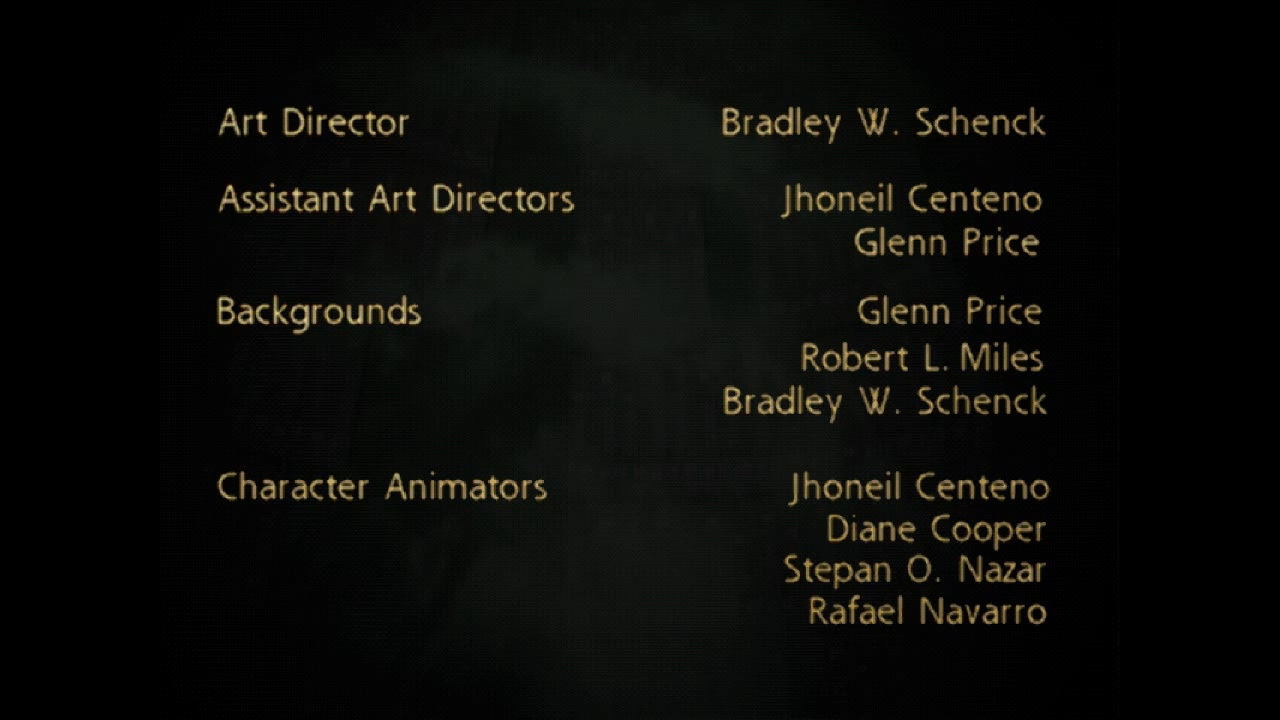 Art Director Bradley W. Schenck
Assistant Art Directors Jhoneil Centeno
Glenn Price
Backgrounds Glenn Price
Robert L. Miles
Bradley W. Schenck
Character Animators Jhoneil Centeno
Diane Cooper
Stepan O. Nazar
Rafael Navarro